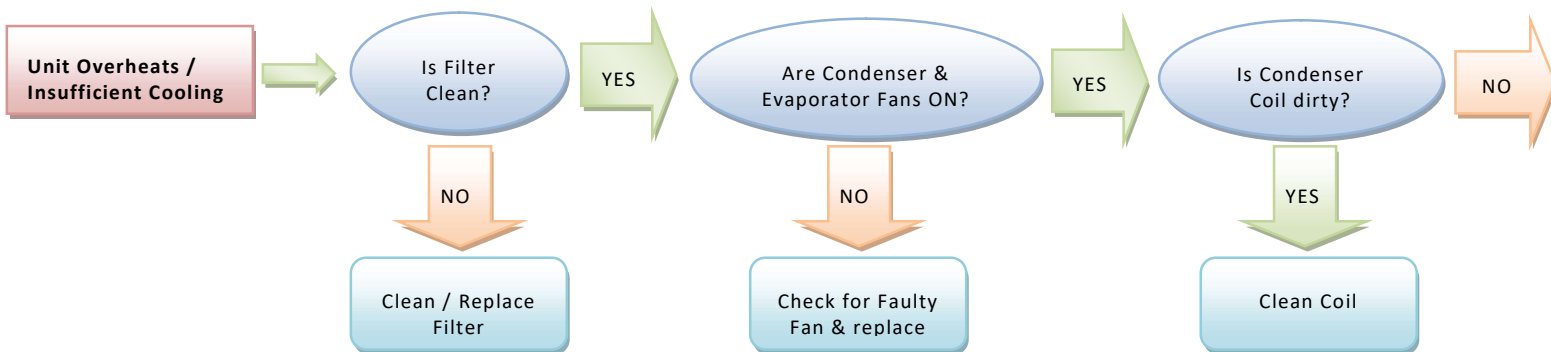 Unit Overheats /
Insufficient Cooling
Is Filter
Clean?
YES
Are Condenser &
Evaporator Fans ON?
YES
Is Condenser
Coil dirty?
NO
NO
NO
YES
Clean / Replace
Filter
Check for Faulty
Fan & replace
Clean Coil